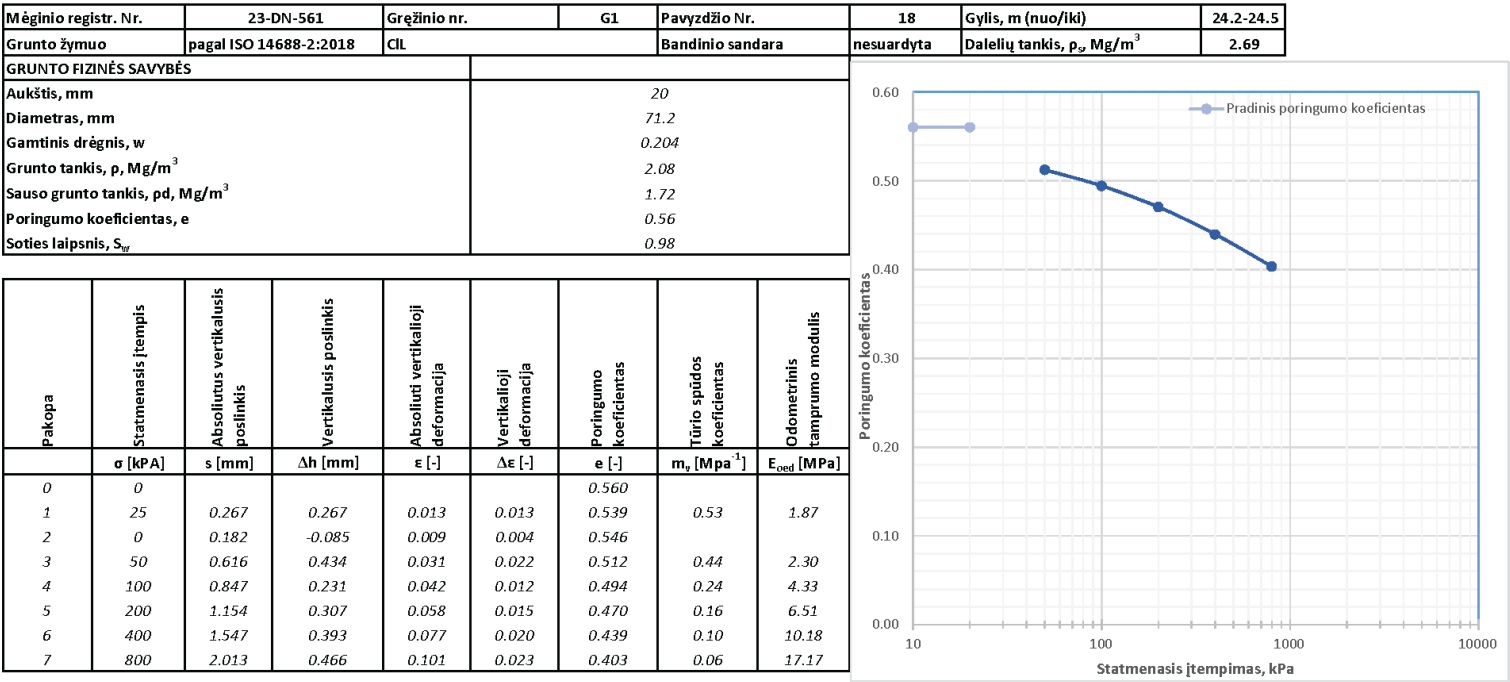 Mėginio registr. Nr. 23-DN-561 Gręžinio nr. G1 Pavyzdžio Nr. 18 Gylis, m (nuo/iki) 24.2-24.5
Grunto žymuo pagal ISO 14688-2:2018 ClL Bandinio sandara nesuardyta Dalelių tankis, ρs, Mg/m³ 2.69
GRUNTO FIZINĖS SAVYBĖS
Aukštis, mm 20
Diametras, mm 71.2
Gamtinis drėgnis, w 0.204
Grunto tankis, ρ, Mg/m³ 2.08
Sauso grunto tankis, ρd, Mg/m³ 1.72
Poringumo koeficientas, e 0.56
Soties laipsnis, Sw 0.98
Pakopa
Statmenasis įtempis
Absoliutus vertikalusis poslinkis
Vertikalusis poslinkis
Absoliuti vertikalioji deformacija
Vertikalioji deformacija
Poringumo koeficientas
Tūrio spūdos koeficientas
Odometrinis tamprumo modulis
σ [kPA] s [mm] Δh [mm] ε [-] Δε [-] e [-] mv [Mpa⁻¹] Eoed [MPa]
0 0 0.560
1 25 0.267 0.267 0.013 0.013 0.539 0.53 1.87
2 0 0.182 -0.085 0.009 0.004 0.546
3 50 0.616 0.434 0.031 0.022 0.512 0.44 2.30
4 100 0.847 0.231 0.042 0.012 0.494 0.24 4.33
5 200 1.154 0.307 0.058 0.015 0.470 0.16 6.51
6 400 1.547 0.393 0.077 0.020 0.439 0.10 10.18
7 800 2.013 0.466 0.101 0.023 0.403 0.06 17.17
Pradinis poringumo koeficientas
Poringumo koeficientas
0.60
0.50
0.40
0.30
0.20
0.10
0.00
10 100 1000 10000
Statmenasis įtempimas, kPa